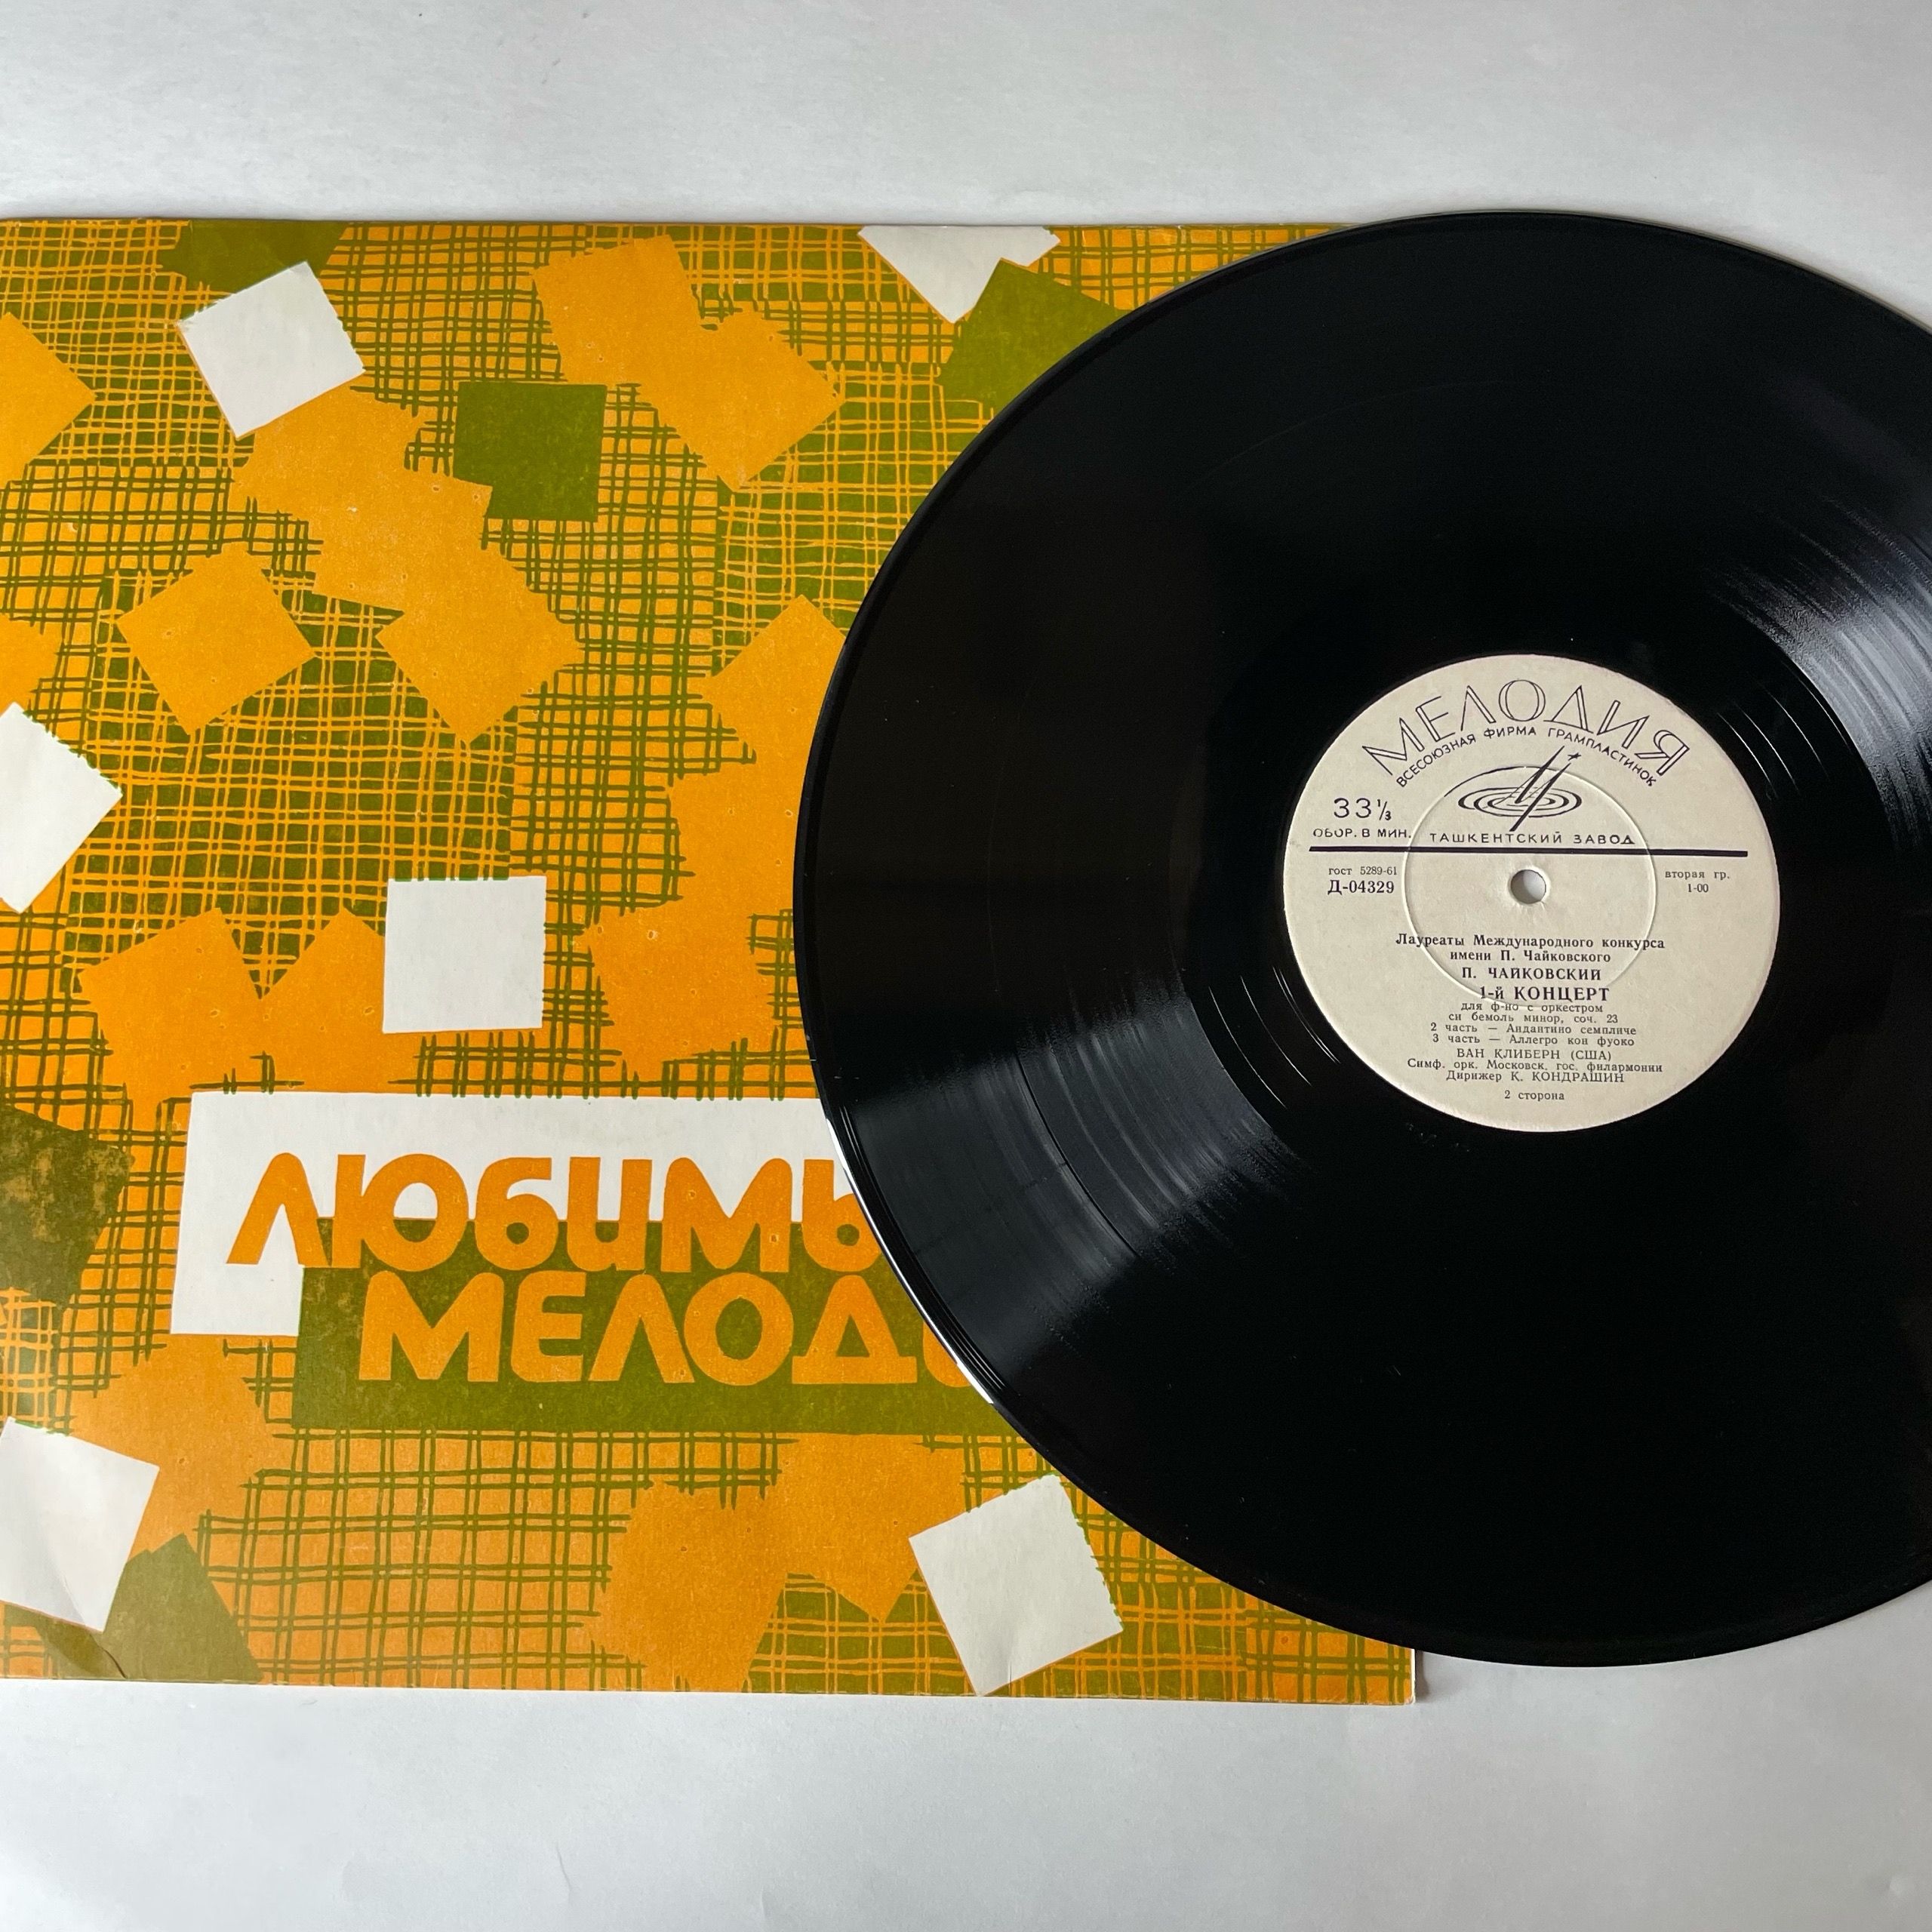 ЛЮБИМЫ
МЕЛОДИ
МЕЛОДИЯ
ВСЕСОЮЗНАЯ ФИРМА ГРАМПЛАСТИНОК
33⅓
ОБОР. В МИН.
ТАШКЕНТСКИЙ ЗАВОД
гост 5289-61
Д-04329
вторая гр.
1-00
Лауреаты Международного конкурса
имени П. Чайковского
П. ЧАЙКОВСКИЙ
1-й КОНЦЕРТ
для ф-но с оркестром
си бемоль минор, соч. 23
2 часть — Андантино семпличе
3 часть — Аллегро кон фуоко
ВАН КЛИБЕРН (США)
Симф. орк. Московск. гос. филармонии
Дирижер К. КОНДРАШИН
2 сторона